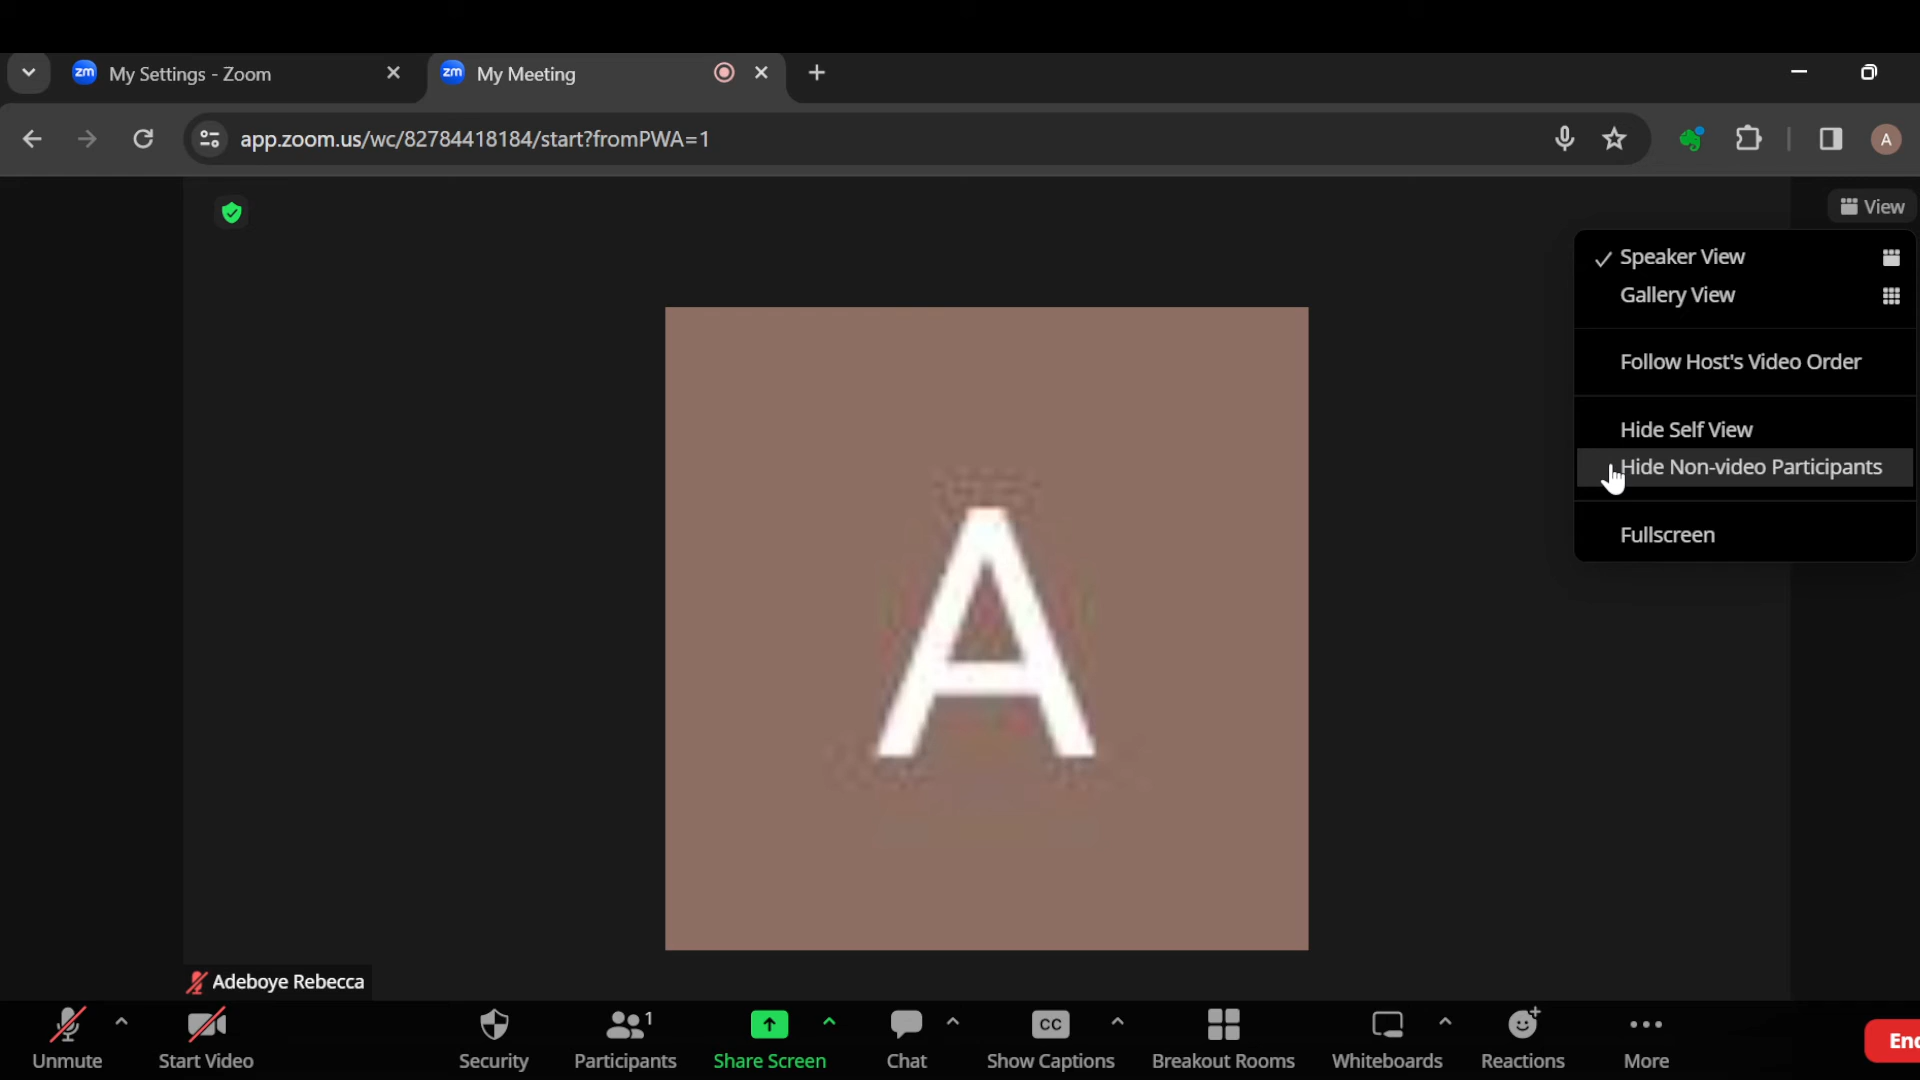 zm My Settings - Zoom
zm My Meeting
app.zoom.us/wc/82784418184/start?fromPWA=1
A
View
Speaker View
Gallery View
Follow Host's Video Order
Hide Self View
Hide Non-video Participants
Fullscreen
A
Adeboye Rebecca
1
CC
Unmute
Start Video
Security
Participants
Share Screen
Chat
Show Captions
Breakout Rooms
Whiteboards
Reactions
More